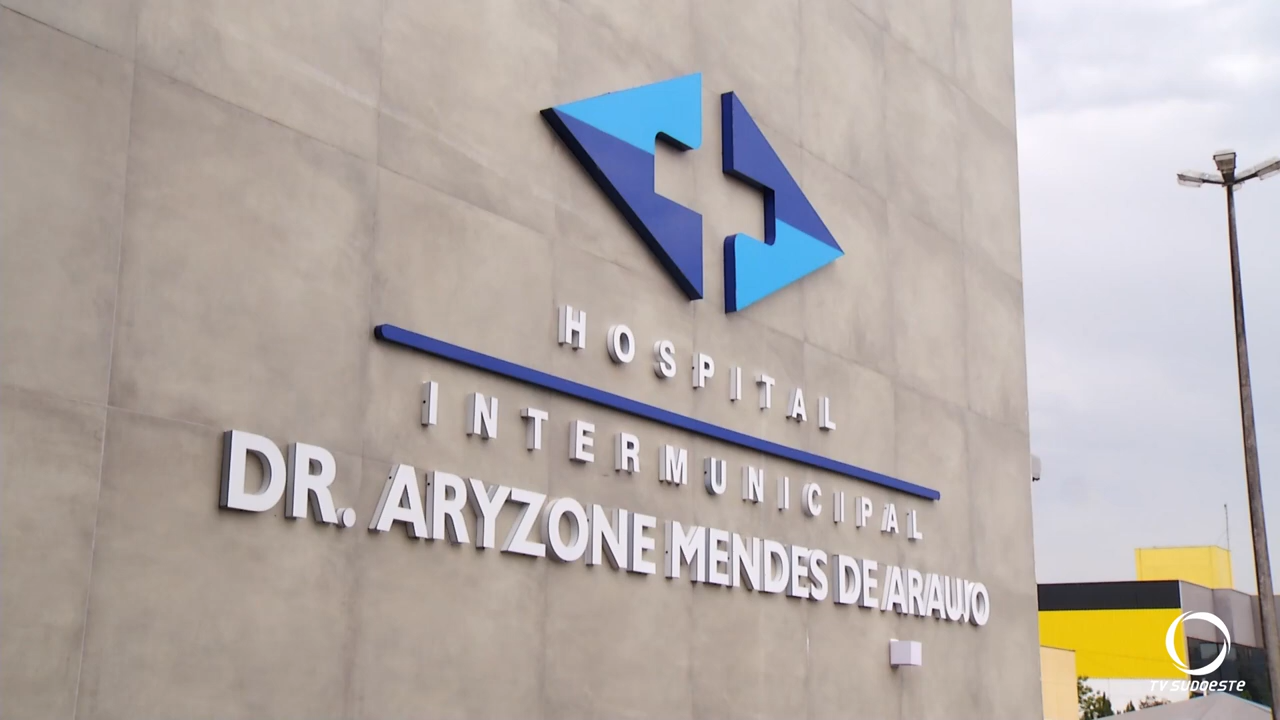 HOSPITAL
INTERMUNICIPAL
DR. ARYZONE MENDES DE ARAUJO
TV SUDOESTE